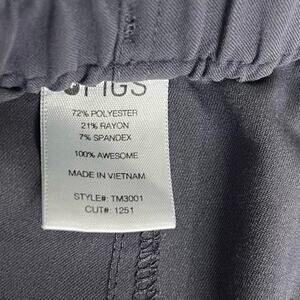 FIGS
72% POLYESTER
21% RAYON
7% SPANDEX
100% AWESOME
MADE IN VIETNAM
STYLE#: TM3001
CUT#: 1251